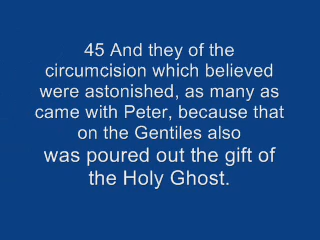 45 And they of the
circumcision which believed
were astonished, as many as
came with Peter, because that
on the Gentiles also
was poured out the gift of
the Holy Ghost.